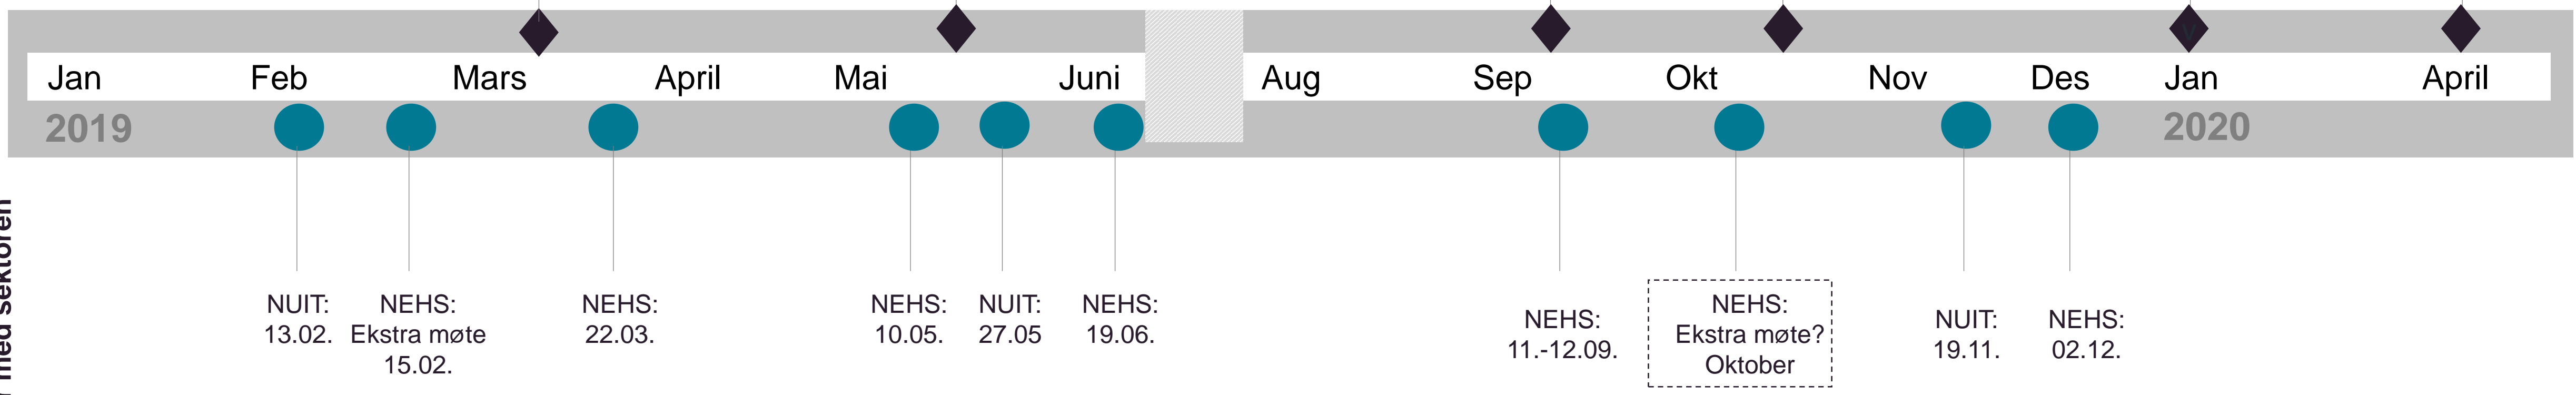 Jan Feb Mars April Mai Juni Aug Sep Okt Nov Des Jan April
2019 2020
med sektoren
NUIT:
13.02.
NEHS:
Ekstra møte
15.02.
NEHS:
22.03.
NEHS:
10.05.
NUIT:
27.05
NEHS:
19.06.
NEHS:
11.-12.09.
NEHS:
Ekstra møte?
Oktober
NUIT:
19.11.
NEHS:
02.12.